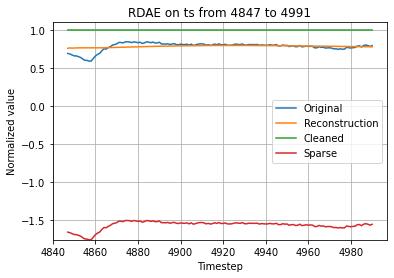 RDAE on ts from 4847 to 4991
1.0
0.5
0.0
−0.5
−1.0
−1.5
Normalized value
Original
Reconstruction
Cleaned
Sparse
4840 4860 4880 4900 4920 4940 4960 4980
Timestep